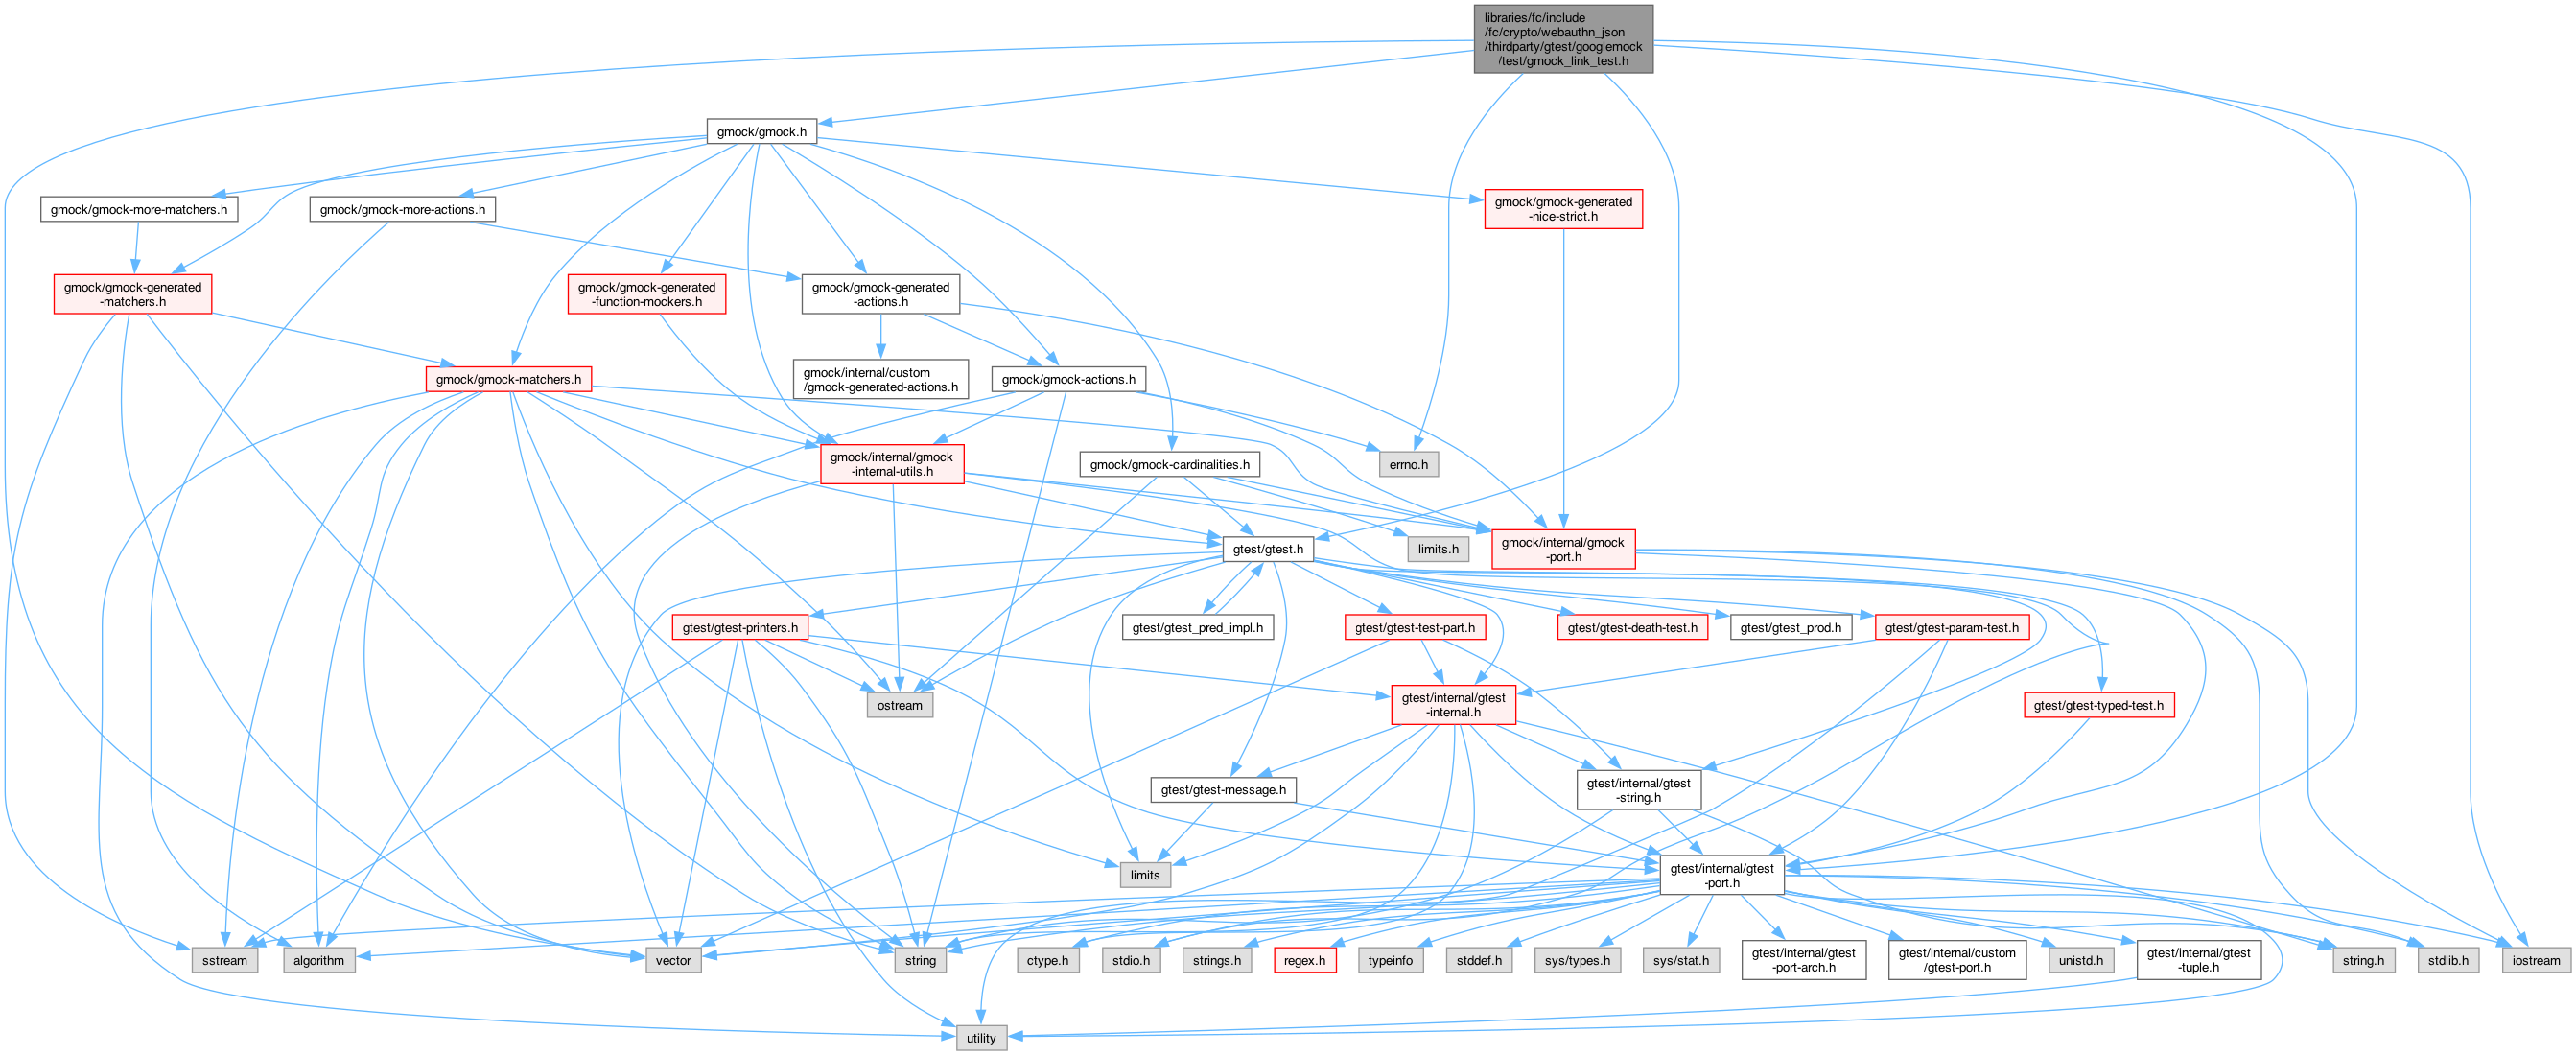 libraries/fc/include
/fc/crypto/webauthn_json
/thirdparty/gtest/googlemock
/test/gmock_link_test.h
gmock/gmock.h
gmock/gmock-more-matchers.h
gmock/gmock-more-actions.h
gmock/gmock-generated
-nice-strict.h
gmock/gmock-generated
-matchers.h
gmock/gmock-generated
-function-mockers.h
gmock/gmock-generated
-actions.h
gmock/gmock-matchers.h
gmock/internal/custom
/gmock-generated-actions.h
gmock/gmock-actions.h
gmock/internal/gmock
-internal-utils.h
gmock/gmock-cardinalities.h
errno.h
gtest/gtest.h
limits.h
gmock/internal/gmock
-port.h
gtest/gtest-printers.h
gtest/gtest_pred_impl.h
gtest/gtest-test-part.h
gtest/gtest-death-test.h
gtest/gtest_prod.h
gtest/gtest-param-test.h
ostream
gtest/internal/gtest
-internal.h
gtest/gtest-typed-test.h
gtest/gtest-message.h
gtest/internal/gtest
-string.h
limits
gtest/internal/gtest
-port.h
sstream
algorithm
vector
string
ctype.h
stdio.h
strings.h
regex.h
typeinfo
stddef.h
sys/types.h
sys/stat.h
gtest/internal/gtest
-port-arch.h
gtest/internal/custom
/gtest-port.h
unistd.h
gtest/internal/gtest
-tuple.h
string.h
stdlib.h
iostream
utility